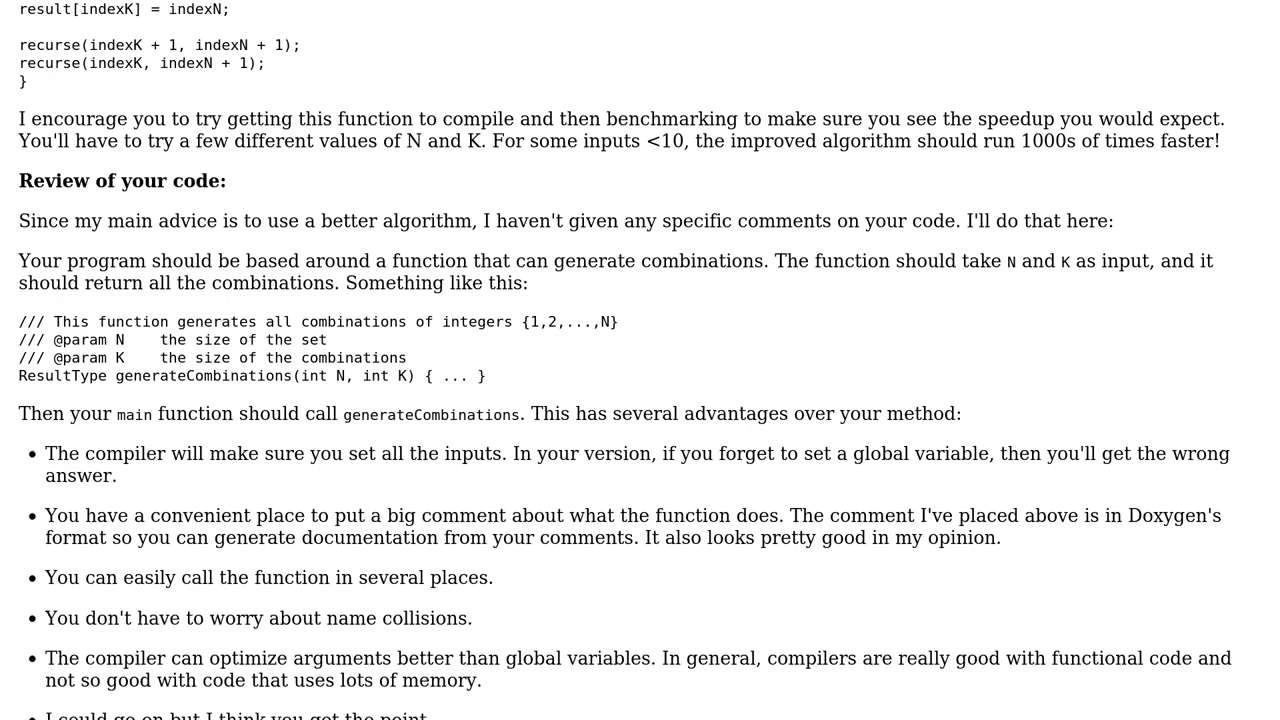 result[indexK] = indexN;
recurse(indexK + 1, indexN + 1);
recurse(indexK, indexN + 1);
}
I encourage you to try getting this function to compile and then benchmarking to make sure you see the speedup you would expect.
You'll have to try a few different values of N and K. For some inputs <10, the improved algorithm should run 1000s of times faster!
Review of your code:
Since my main advice is to use a better algorithm, I haven't given any specific comments on your code. I'll do that here:
Your program should be based around a function that can generate combinations. The function should take N and K as input, and it
should return all the combinations. Something like this:
/// This function generates all combinations of integers {1,2,...,N}
/// @param N    the size of the set
/// @param K    the size of the combinations
ResultType generateCombinations(int N, int K) { ... }
Then your main function should call generateCombinations. This has several advantages over your method:
• The compiler will make sure you set all the inputs. In your version, if you forget to set a global variable, then you'll get the wrong
answer.
• You have a convenient place to put a big comment about what the function does. The comment I've placed above is in Doxygen's
format so you can generate documentation from your comments. It also looks pretty good in my opinion.
• You can easily call the function in several places.
• You don't have to worry about name collisions.
• The compiler can optimize arguments better than global variables. In general, compilers are really good with functional code and
not so good with code that uses lots of memory.
• I could go on but I think you get the point.